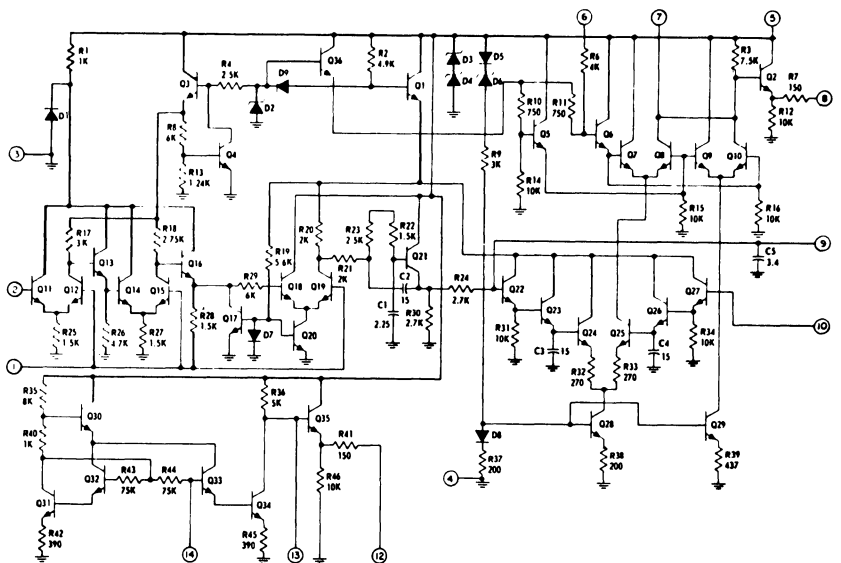 6 7 5
R1 1K
R4 2.5K
Q36
D9
R2 4.9K
Q3
Q1
D3
D4
D5
D6
R6 4K
R3 7.5K
Q2
R7 150
8
D1
D2
R8 6K
Q4
R10 750
R11 750
Q5
Q6
R12 10K
3
R13 1.24K
R9 3K
Q7
Q8
Q9
Q10
R14 10K
R15 10K
R16 10K
R17 3K
R18 2.75K
Q13
Q16
R19 5.6K
R20 2K
R23 2.5K
R22 1.5K
Q21
9
C5 3.4
2
Q11
Q12
Q14
Q15
R29 6K
Q18
Q19
R21 2K
C2 15
R24 2.7K
Q22
Q23
Q24
Q25
Q26
Q27
10
R25 1.5K
R26 4.7K
R27 1.5K
R28 1.5K
Q17
D7
Q20
C1 2.25
R30 2.7K
R31 10K
C3 15
C4 15
R34 10K
1
R32 270
R33 270
R35 8K
Q30
R36 5K
Q35
R40 1K
R41 150
D8
Q28
Q29
Q32
R43 75K
R44 75K
Q33
R37 200
R38 200
R39 437
4
Q31
Q34
R46 10K
R42 390
R45 390
14 13 12